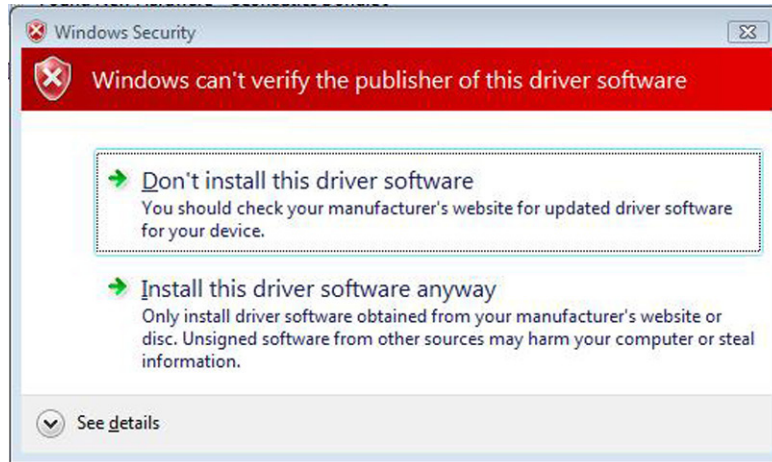 Windows Security
Windows can't verify the publisher of this driver software
Don't install this driver software
You should check your manufacturer's website for updated driver software
for your device.
Install this driver software anyway
Only install driver software obtained from your manufacturer's website or
disc. Unsigned software from other sources may harm your computer or steal
information.
See details